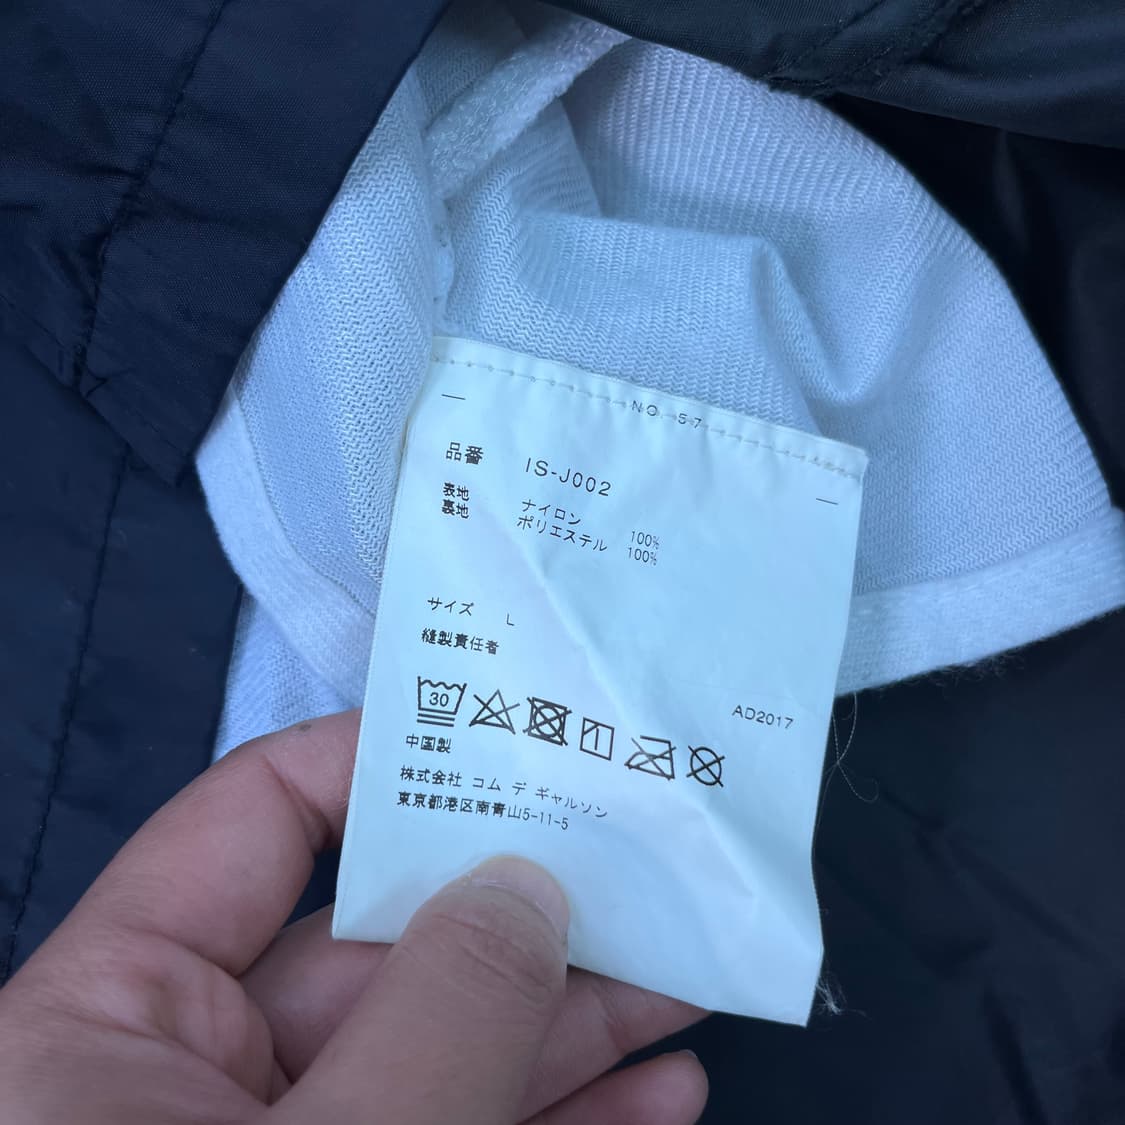 NO. 57
品番 IS-J002
表地 ナイロン 100%
裏地 ポリエステル 100%
サイズ L
縫製責任者
30
AD2017
中国製
株式会社 コム デ ギャルソン
東京都港区南青山5-11-5